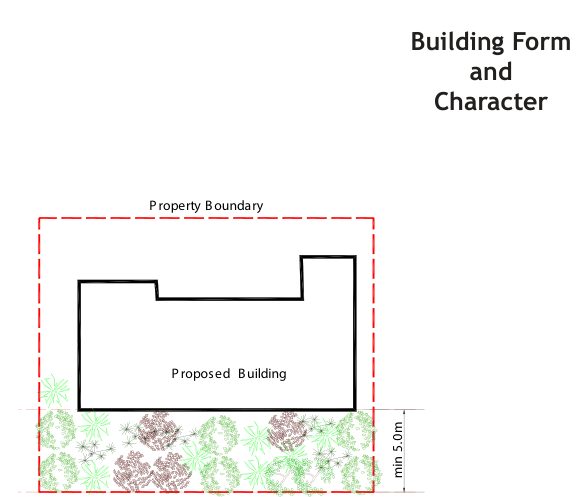 Building Form
and
Character
Property Boundary
Proposed Building
min 5.0m